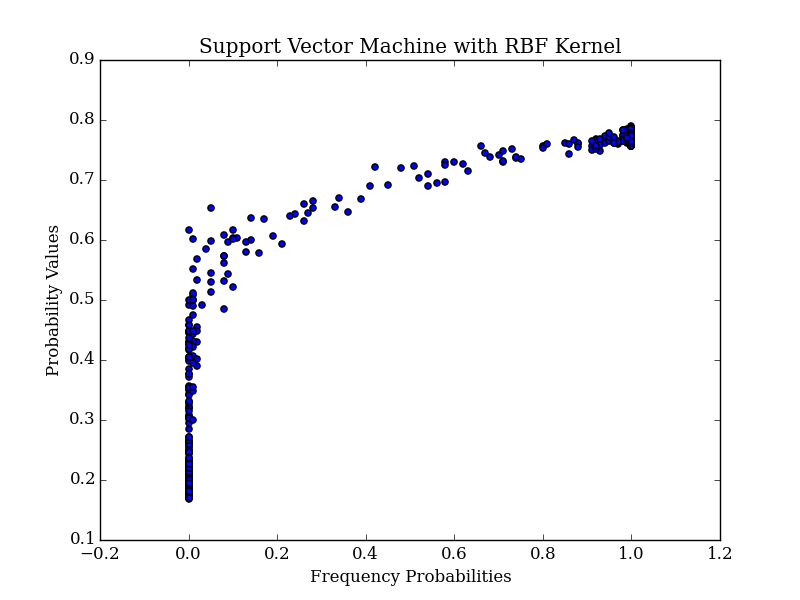 Support Vector Machine with RBF Kernel
0.9
0.8
0.7
0.6
0.5
0.4
0.3
0.2
0.1
Probability Values
−0.2 0.0 0.2 0.4 0.6 0.8 1.0 1.2
Frequency Probabilities